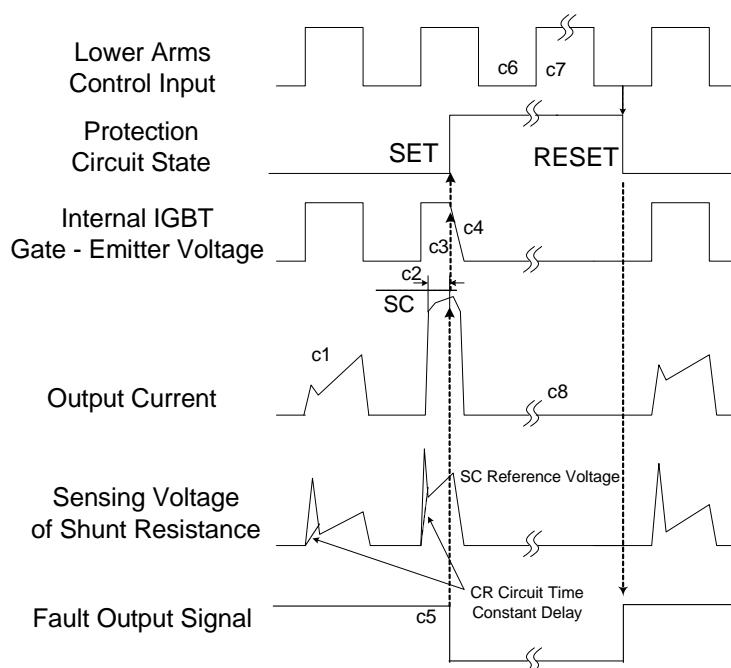 Lower Arms
Control Input
c6
c7
Protection
Circuit State
SET
RESET
Internal IGBT
Gate - Emitter Voltage
c3
c4
c2
SC
c1
Output Current
c8
SC Reference Voltage
Sensing Voltage
of Shunt Resistance
CR Circuit Time
Constant Delay
Fault Output Signal
c5